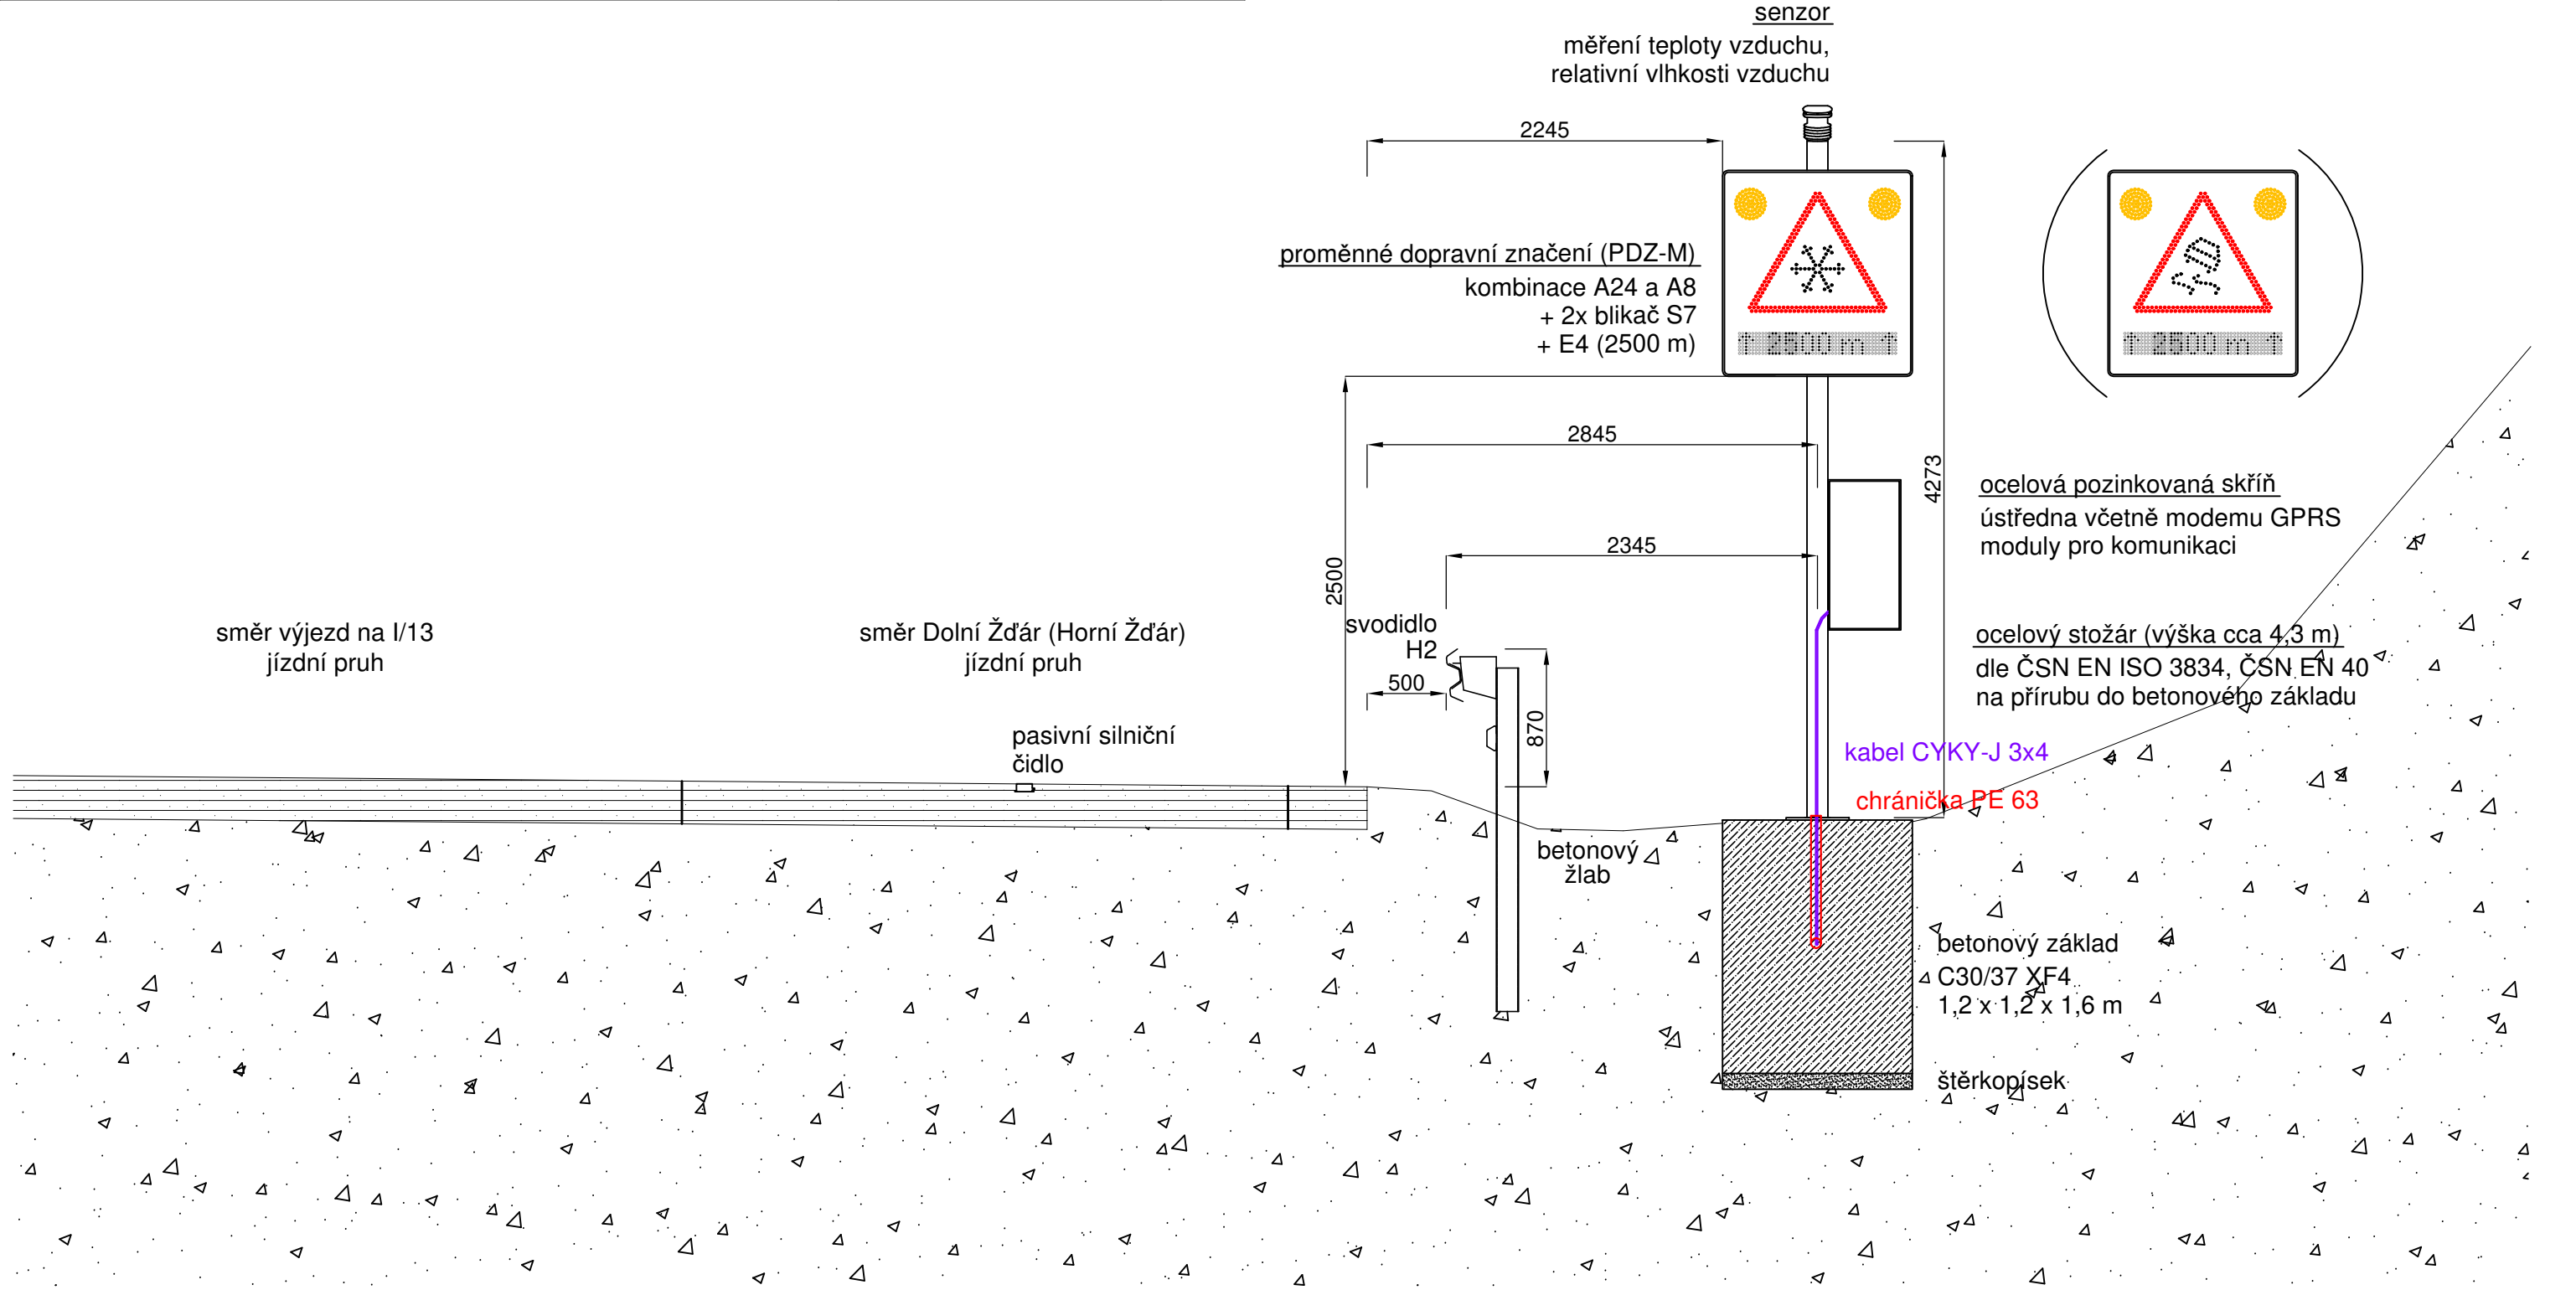 senzor
měření teploty vzduchu,
relativní vlhkosti vzduchu
2245
proměnné dopravní značení (PDZ-M)
kombinace A24 a A8
+ 2x blikač S7
+ E4 (2500 m)
↑ 2500 m ↑
↑ 2500 m ↑
2845
4273
2500
ocelová pozinkovaná skříň
ústředna včetně modemu GPRS
moduly pro komunikaci
2345
směr výjezd na I/13
jízdní pruh
směr Dolní Žďár (Horní Žďár)
jízdní pruh
svodidlo
H2
500
870
ocelový stožár (výška cca 4,3 m)
dle ČSN EN ISO 3834, ČSN EN 40
na přírubu do betonového základu
pasivní silniční
čidlo
kabel CYKY-J 3x4
chránička PE 63
betonový
žlab
betonový základ
C30/37 XF4
1,2 x 1,2 x 1,6 m
štěrkopísek